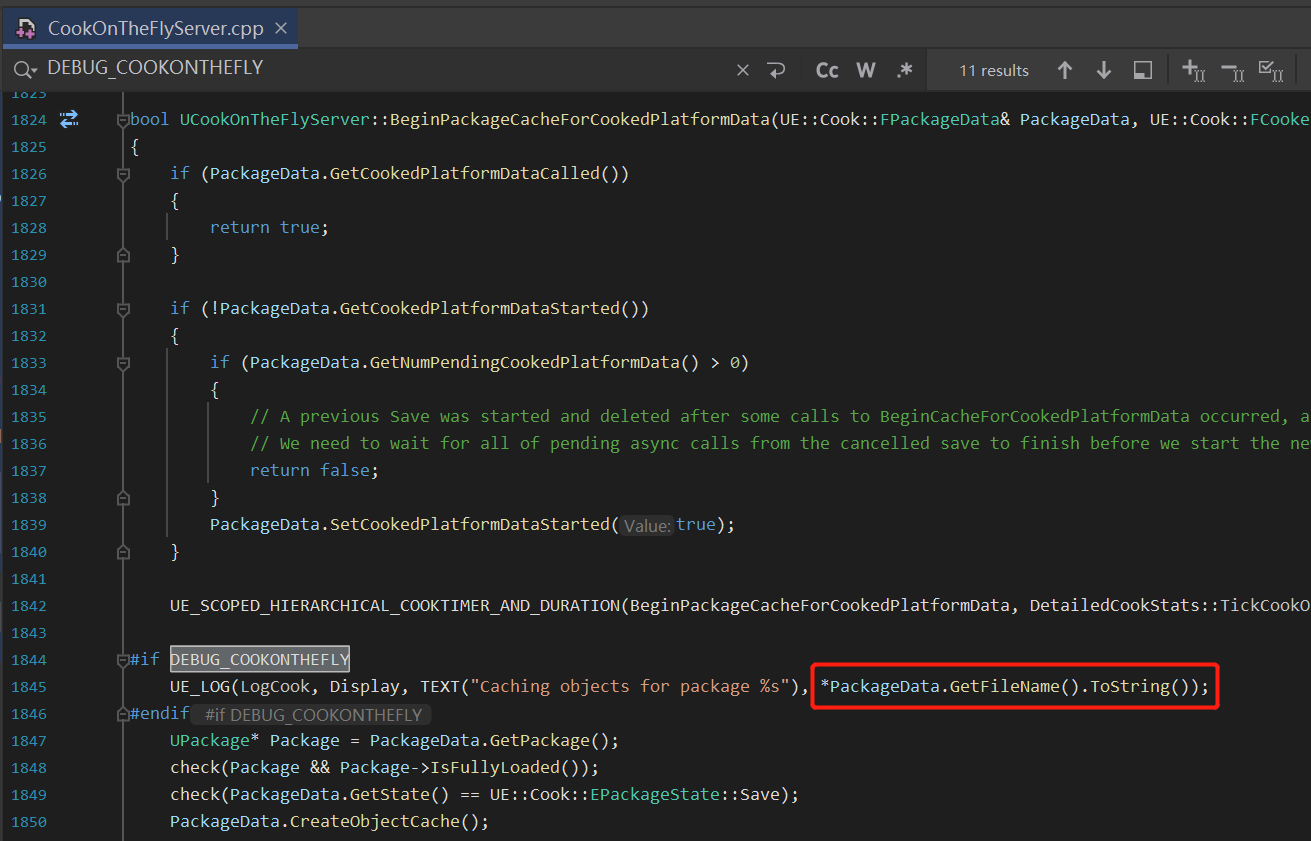 CookOnTheFlyServer.cpp
DEBUG_COOKONTHEFLY Cc W .* 11 results
1823
1824 bool UCookOnTheFlyServer::BeginPackageCacheForCookedPlatformData(UE::Cook::FPackageData& PackageData, UE::Cook::FCooke
1825 {
1826 if (PackageData.GetCookedPlatformDataCalled())
1827 {
1828 return true;
1829 }
1830
1831 if (!PackageData.GetCookedPlatformDataStarted())
1832 {
1833 if (PackageData.GetNumPendingCookedPlatformData() > 0)
1834 {
1835 // A previous Save was started and deleted after some calls to BeginCacheForCookedPlatformData occurred, a
1836 // We need to wait for all of pending async calls from the cancelled save to finish before we start the ne
1837 return false;
1838 }
1839 PackageData.SetCookedPlatformDataStarted(Value: true);
1840 }
1841
1842 UE_SCOPED_HIERARCHICAL_COOKTIMER_AND_DURATION(BeginPackageCacheForCookedPlatformData, DetailedCookStats::TickCookO
1843
1844 #if DEBUG_COOKONTHEFLY
1845 UE_LOG(LogCook, Display, TEXT("Caching objects for package %s"), *PackageData.GetFileName().ToString());
1846 #endif #if DEBUG_COOKONTHEFLY
1847 UPackage* Package = PackageData.GetPackage();
1848 check(Package && Package->IsFullyLoaded());
1849 check(PackageData.GetState() == UE::Cook::EPackageState::Save);
1850 PackageData.CreateObjectCache();